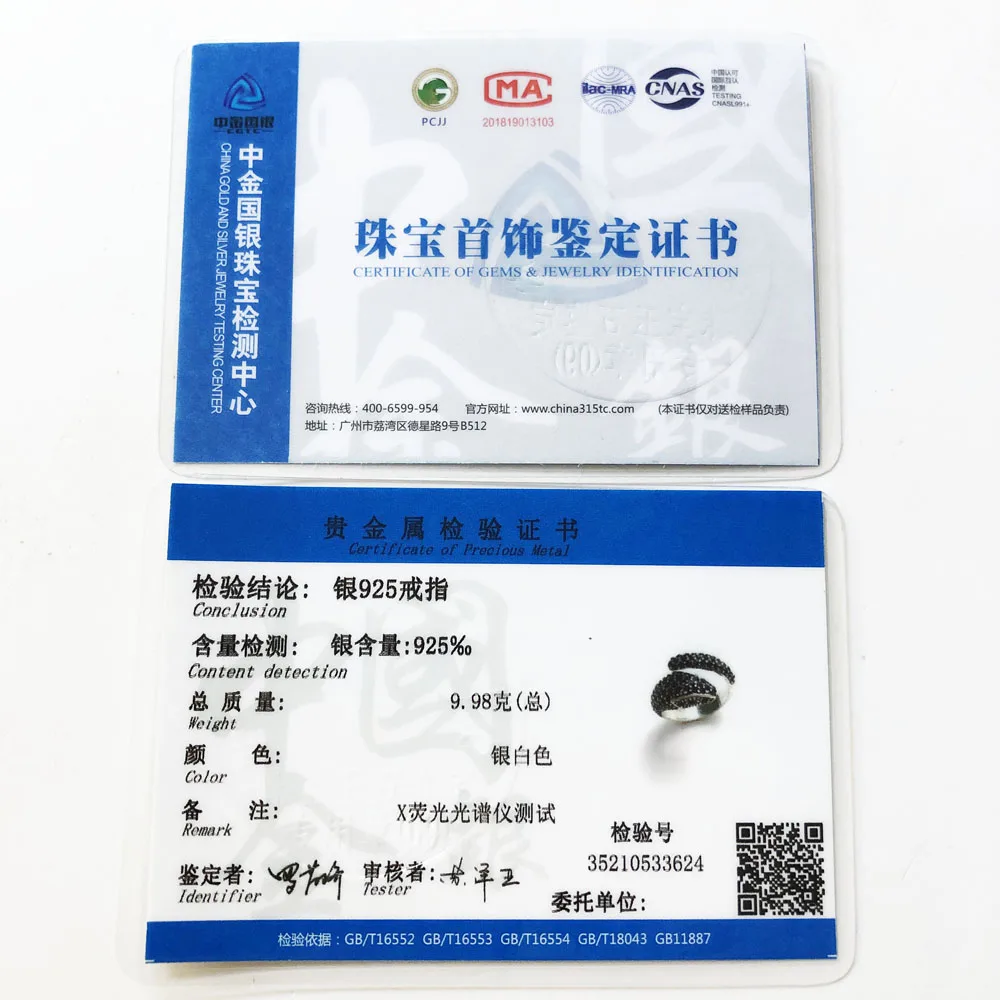 中金国银
CGTC
中金国银珠宝检测中心
CHINA GOLD AND SILVER JEWELRY TESTING CENTER
PCJJ
MA
201819013103
ilac-MRA
CNAS
中国认可
国际互认
检测
TESTING
珠宝首饰鉴定证书
CERTIFICATE OF GEMS & JEWELRY IDENTIFICATION
國
銀
咨询热线：400-6599-954 官方网址：www.china315tc.com (本证书仅对送检样品负责)
地址：广州市荔湾区德星路9号B512
贵金属检验证书
Certificate of Precious Metal
检验结论: 银925戒指
Conclusion
含量检测: 银含量:925‰
Content detection
总质量: 9.98克(总)
Weight
颜色: 银白色
Color
备注: X荧光光谱仪测试
Remark
检验号
35210533624
鉴定者:
Identifier
审核者:
Tester
委托单位:
检验依据：GB/T16552 GB/T16553 GB/T16554 GB/T18043 GB11887